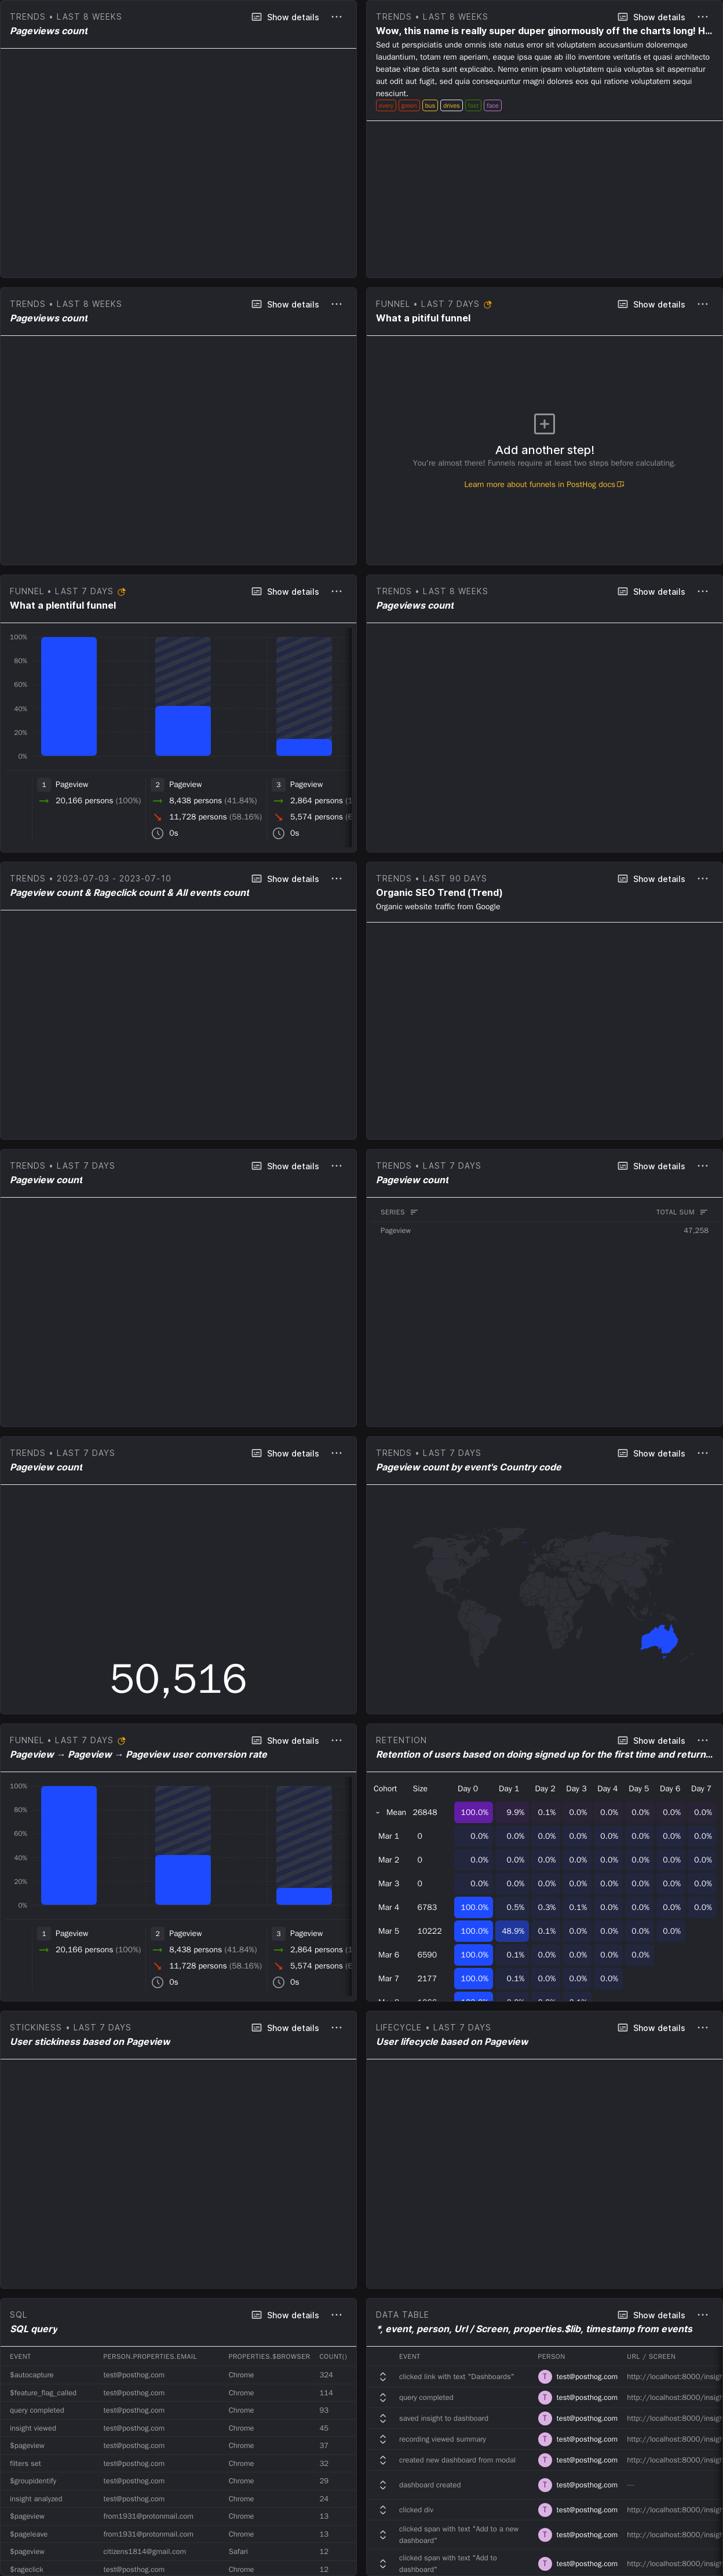 TRENDS • LAST 8 WEEKS
Show details
Pageviews count
TRENDS • LAST 8 WEEKS
Show details
Wow, this name is really super duper ginormously off the charts long! H...
Sed ut perspiciatis unde omnis iste natus error sit voluptatem accusantium doloremque
laudantium, totam rem aperiam, eaque ipsa quae ab illo inventore veritatis et quasi architecto
beatae vitae dicta sunt explicabo. Nemo enim ipsam voluptatem quia voluptas sit aspernatur
aut odit aut fugit, sed quia consequuntur magni dolores eos qui ratione voluptatem sequi
nesciunt.
every green bus drives fast face
TRENDS • LAST 8 WEEKS
Show details
Pageviews count
FUNNEL • LAST 7 DAYS
Show details
What a pitiful funnel
Add another step!
You're almost there! Funnels require at least two steps before calculating.
Learn more about funnels in PostHog docs
FUNNEL • LAST 7 DAYS
Show details
What a plentiful funnel
100%
80%
60%
40%
20%
0%
1 Pageview
20,166 persons (100%)
2 Pageview
8,438 persons (41.84%)
11,728 persons (58.16%)
0s
3 Pageview
2,864 persons (1
5,574 persons (6
0s
TRENDS • LAST 8 WEEKS
Show details
Pageviews count
TRENDS • 2023-07-03 - 2023-07-10
Show details
Pageview count & Rageclick count & All events count
TRENDS • LAST 90 DAYS
Show details
Organic SEO Trend (Trend)
Organic website traffic from Google
TRENDS • LAST 7 DAYS
Show details
Pageview count
TRENDS • LAST 7 DAYS
Show details
Pageview count
SERIES TOTAL SUM
Pageview 47,258
TRENDS • LAST 7 DAYS
Show details
Pageview count
50,516
TRENDS • LAST 7 DAYS
Show details
Pageview count by event's Country code
FUNNEL • LAST 7 DAYS
Show details
Pageview → Pageview → Pageview user conversion rate
100%
80%
60%
40%
20%
0%
1 Pageview
20,166 persons (100%)
2 Pageview
8,438 persons (41.84%)
11,728 persons (58.16%)
0s
3 Pageview
2,864 persons (1
5,574 persons (6
0s
RETENTION
Show details
Retention of users based on doing signed up for the first time and return...
Cohort Size Day 0 Day 1 Day 2 Day 3 Day 4 Day 5 Day 6 Day 7
Mean 26848 100.0% 9.9% 0.1% 0.0% 0.0% 0.0% 0.0% 0.0%
Mar 1 0 0.0% 0.0% 0.0% 0.0% 0.0% 0.0% 0.0% 0.0%
Mar 2 0 0.0% 0.0% 0.0% 0.0% 0.0% 0.0% 0.0% 0.0%
Mar 3 0 0.0% 0.0% 0.0% 0.0% 0.0% 0.0% 0.0% 0.0%
Mar 4 6783 100.0% 0.5% 0.3% 0.1% 0.0% 0.0% 0.0% 0.0%
Mar 5 10222 100.0% 48.9% 0.1% 0.0% 0.0% 0.0% 0.0%
Mar 6 6590 100.0% 0.1% 0.0% 0.0% 0.0% 0.0%
Mar 7 2177 100.0% 0.1% 0.0% 0.0% 0.0%
STICKINESS • LAST 7 DAYS
Show details
User stickiness based on Pageview
LIFECYCLE • LAST 7 DAYS
Show details
User lifecycle based on Pageview
SQL
Show details
SQL query
EVENT PERSON.PROPERTIES.EMAIL PROPERTIES.$BROWSER COUNT()
$autocapture test@posthog.com Chrome 324
$feature_flag_called test@posthog.com Chrome 114
query completed test@posthog.com Chrome 93
insight viewed test@posthog.com Chrome 45
$pageview test@posthog.com Chrome 37
filters set test@posthog.com Chrome 32
$groupidentify test@posthog.com Chrome 29
insight analyzed test@posthog.com Chrome 24
$pageview from1931@protonmail.com Chrome 13
$pageleave from1931@protonmail.com Chrome 13
$pageview citizens1814@gmail.com Safari 12
$rageclick test@posthog.com Chrome 12
DATA TABLE
Show details
*, event, person, Url / Screen, properties.$lib, timestamp from events
EVENT PERSON URL / SCREEN
clicked link with text "Dashboards" T test@posthog.com http://localhost:8000/insigh
query completed T test@posthog.com http://localhost:8000/insigh
saved insight to dashboard T test@posthog.com http://localhost:8000/insigh
recording viewed summary T test@posthog.com http://localhost:8000/insigh
created new dashboard from modal T test@posthog.com http://localhost:8000/insigh
dashboard created T test@posthog.com —
clicked div T test@posthog.com http://localhost:8000/insigh
clicked span with text "Add to a new
dashboard" T test@posthog.com http://localhost:8000/insigh
clicked span with text "Add to
dashboard" T test@posthog.com http://localhost:8000/insigh